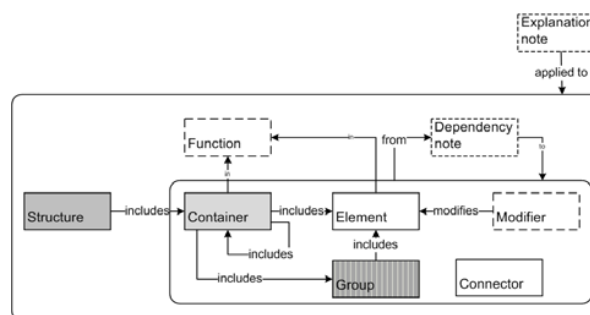 Explanation
note
applied to
Function
from
Dependency
note
in
in
to
Structure
includes
Container
includes
Element
modifies
Modifier
includes
includes
includes
Group
Connector